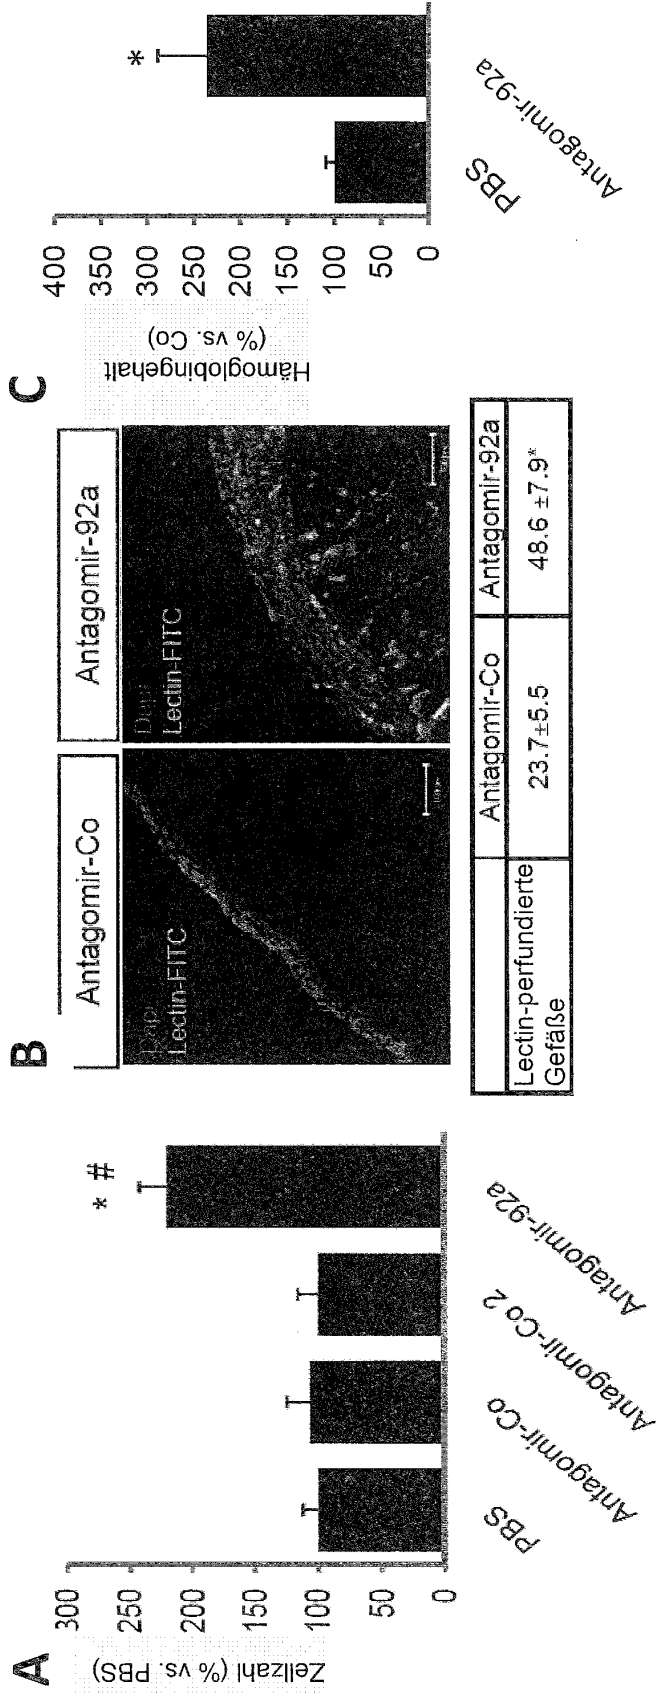 A
Zellzahl (% vs. PBS)
300
250
200
150
100
50
0
* #
PBS
Antagomir-Co
Antagomir-Co 2
Antagomir-92a
B
Antagomir-Co
Antagomir-92a
Dapi
Lectin-FITC
Dapi
Lectin-FITC
Antagomir-Co Antagomir-92a
Lectin-perfundierte
Gefäße
23.7±5.5 48.6 ±7.9*
C
Hämoglobingehalt
(% vs. Co)
400
350
300
250
200
150
100
50
0
*
PBS
Antagomir-92a